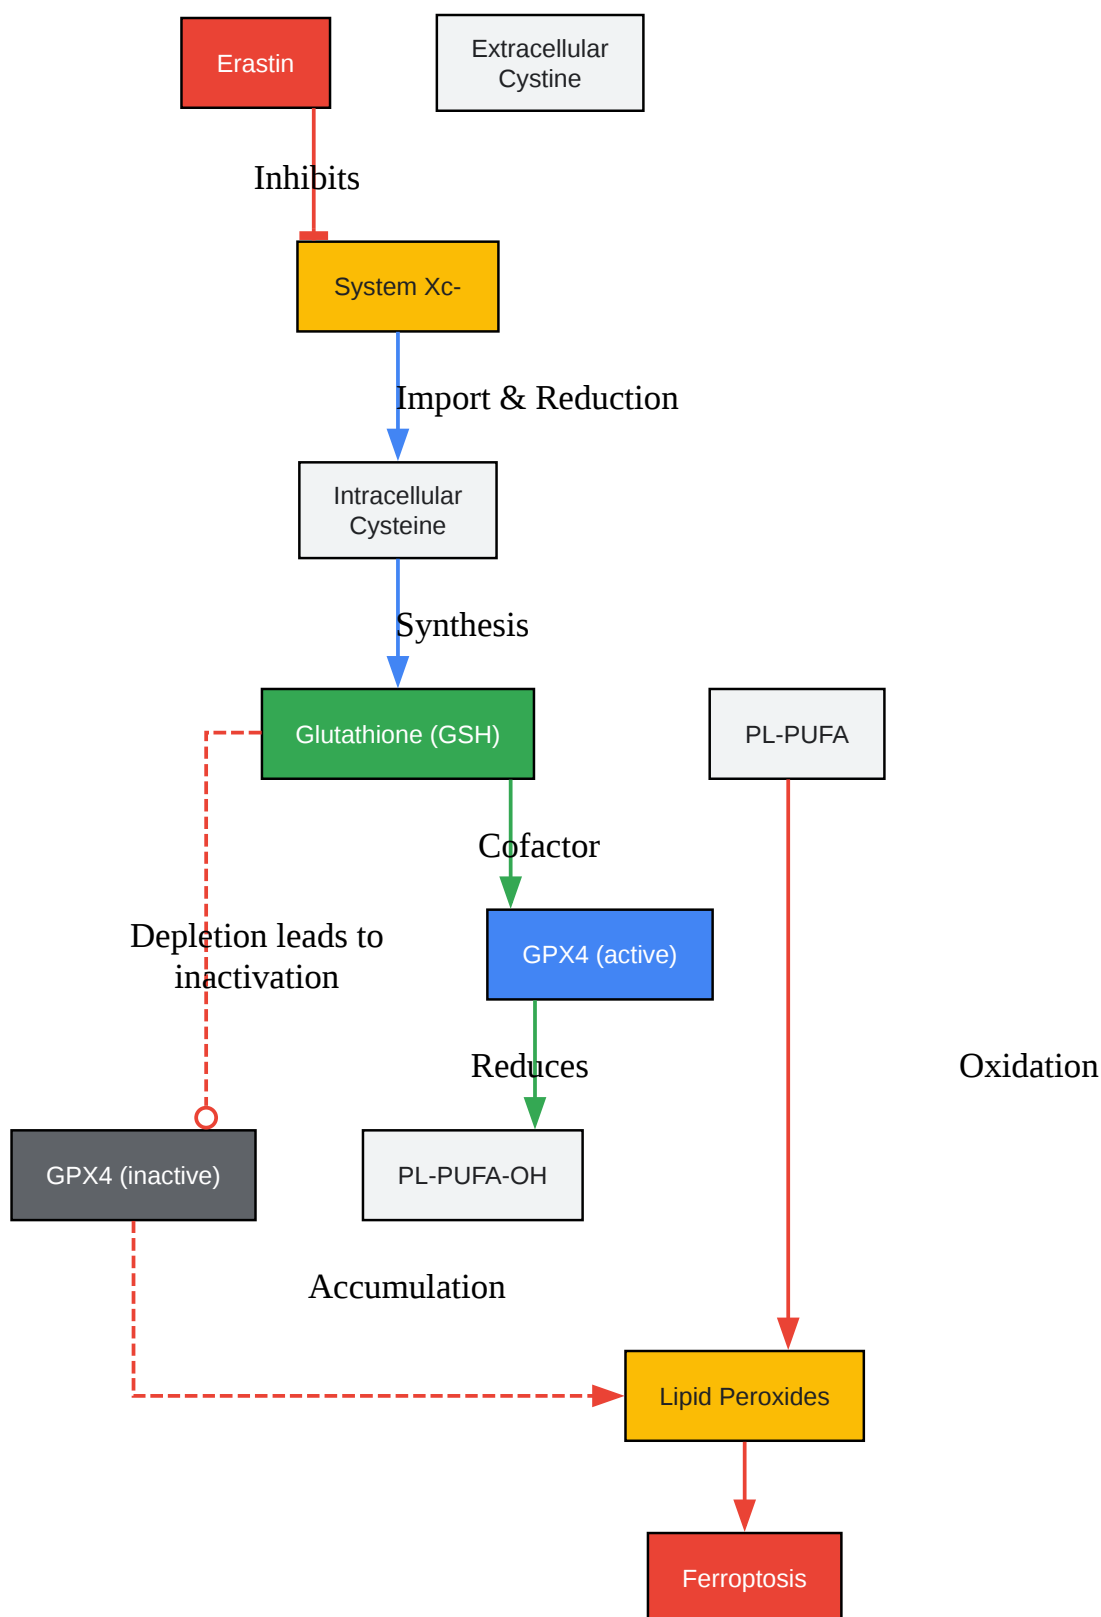 Erastin
Extracellular
Cystine
Inhibits
System Xc-
Import & Reduction
Intracellular
Cysteine
Synthesis
Glutathione (GSH)
PL-PUFA
Cofactor
Depletion leads to
inactivation
GPX4 (active)
Reduces
Oxidation
GPX4 (inactive)
PL-PUFA-OH
Accumulation
Lipid Peroxides
Ferroptosis